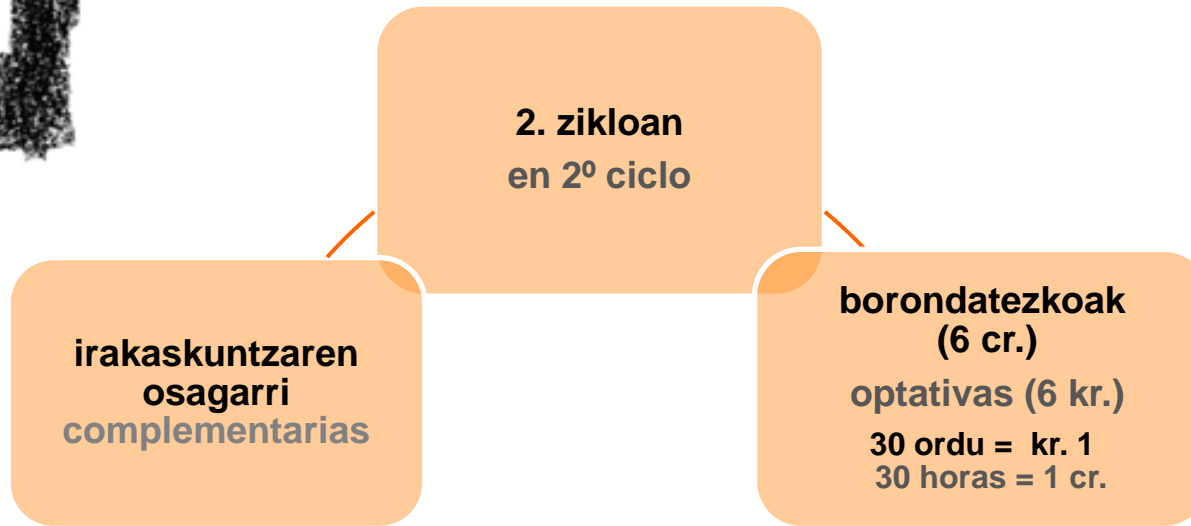 2. zikloan
en 2º ciclo
irakaskuntzaren
osagarri
complementarias
borondatezkoak
(6 cr.)
optativas (6 kr.)
30 ordu = kr. 1
30 horas = 1 cr.